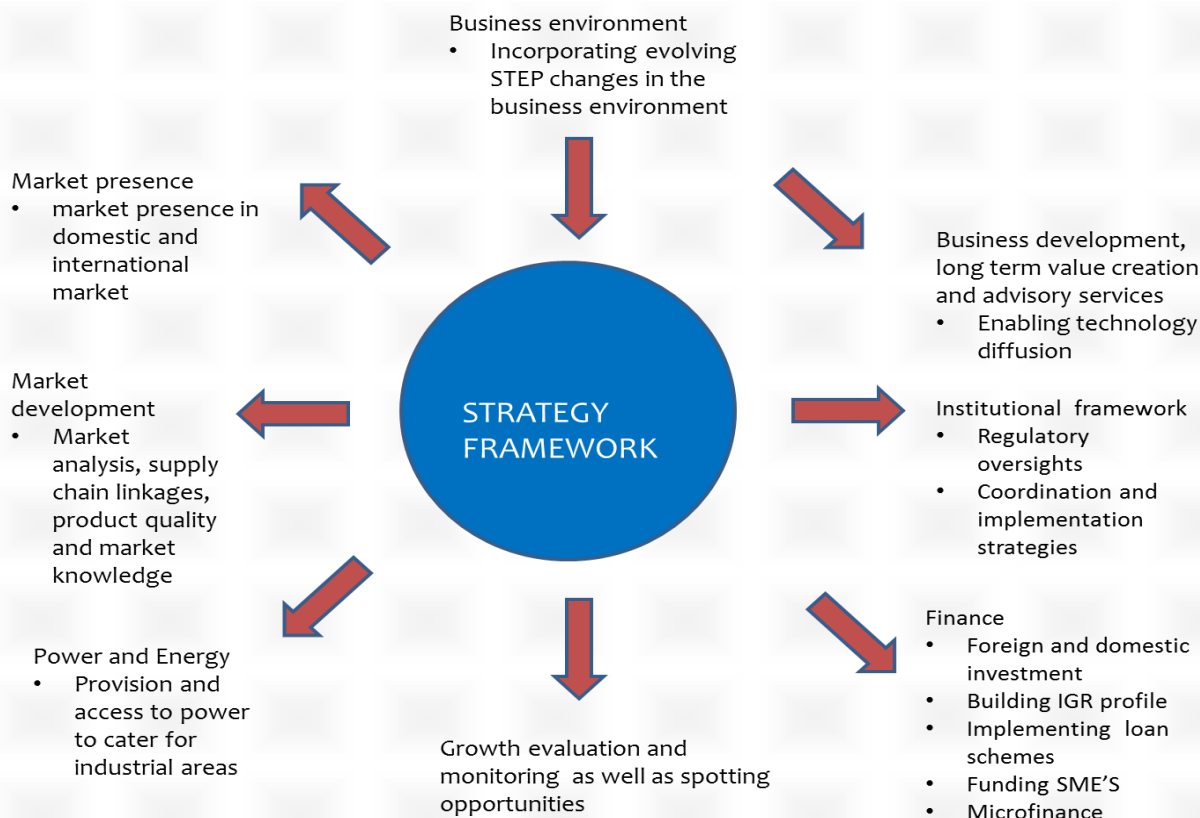 Business environment
• Incorporating evolving
STEP changes in the
business environment
Market presence
• market presence in
domestic and
international
market
Business development,
long term value creation
and advisory services
• Enabling technology
diffusion
Market
development
• Market
analysis, supply
chain linkages,
product quality
and market
knowledge
STRATEGY
FRAMEWORK
Institutional framework
• Regulatory
oversights
• Coordination and
implementation
strategies
Power and Energy
• Provision and
access to power
to cater for
industrial areas
Growth evaluation and
monitoring as well as spotting
opportunities
Finance
• Foreign and domestic
investment
• Building IGR profile
• Implementing loan
schemes
• Funding SME'S
• Microfinance